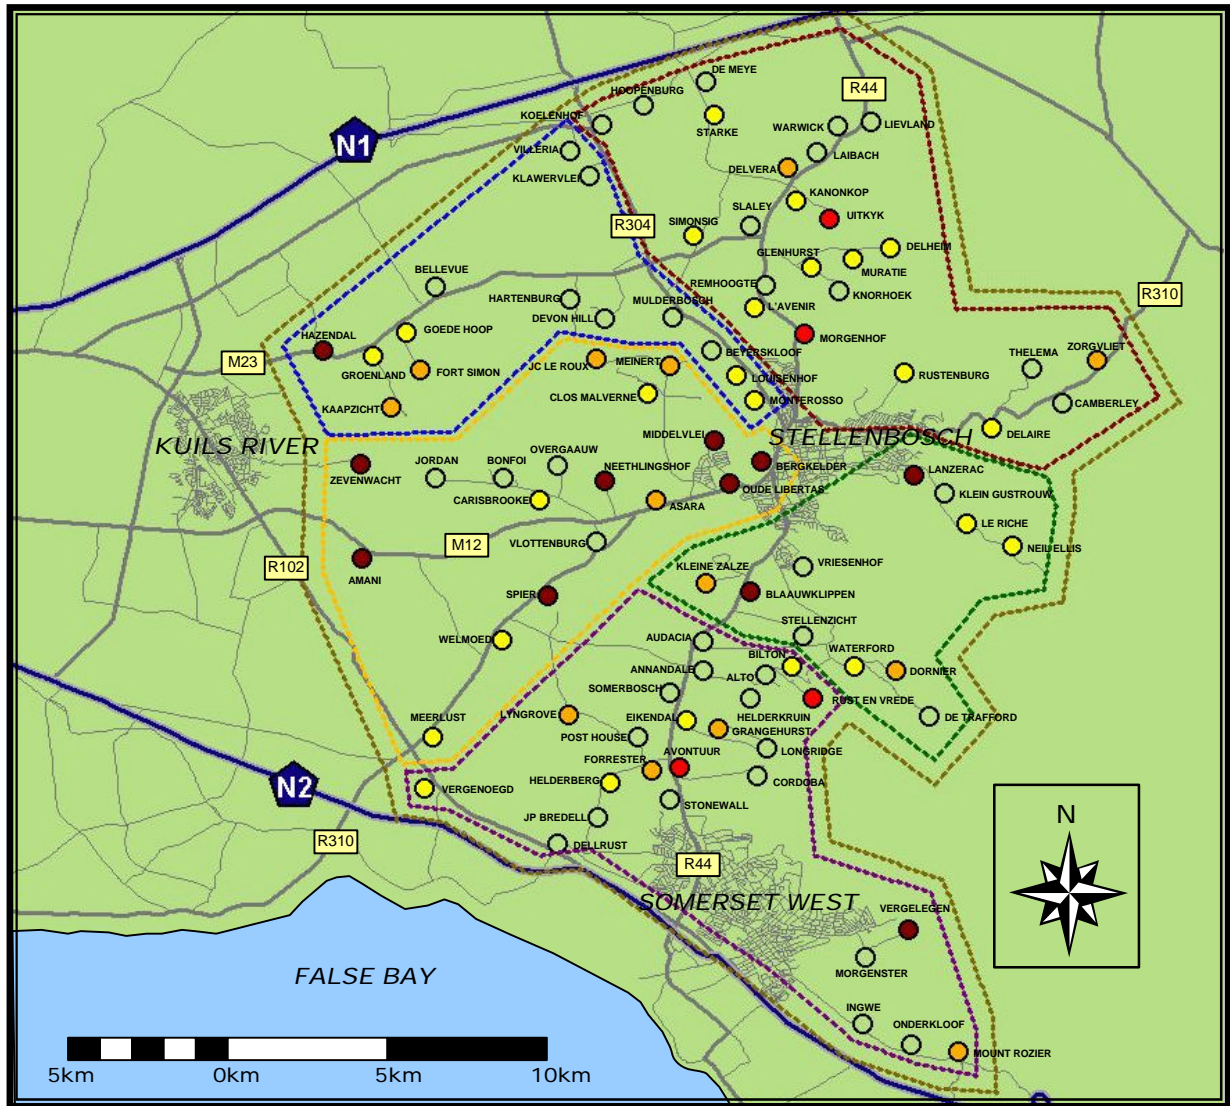 DE MEYE
HOOPENBURG
R44
KOELENHOF
STARKE
WARWICK
LIEVLAND
N1
VILLERIA
LAIBACH
KLAWERVLEI
DELVERA
KANONKOP
SLALEY
UITKYK
R304
SIMONSIG
DELHEIM
GLENHURST
MURATIE
BELLEVUE
REMHOOGTE
KNORHOEK
R310
HARTENBURG
MULDERBOSCH
L'AVENIR
DEVON HILL
GOEDE HOOP
HAZENDAL
MORGENHOF
M23
BEYERSKLOOF
THELEMA
ZORGVLIET
GROENLAND
FORT SIMON
JC LE ROUX
MEINERT
LOUISENHOF
RUSTENBURG
CLOS MALVERNE
MONTEROSSO
CAMBERLEY
KAAPZICHT
KUILS RIVER
MIDDELVLEI
STELLENBOSCH
DELAIRE
OVERGAAUW
JORDAN
BONFOI
NEETHLINGSHOF
BERGKELDER
LANZERAC
ZEVENWACHT
OUDE LIBERTAS
KLEIN GUSTROUW
CARISBROOKE
ASARA
LE RICHE
M12
VLOTTENBURG
NEIL ELLIS
R102
KLEINE ZALZE
VRIESENHOF
AMANI
SPIER
BLAAUWKLIPPEN
STELLENZICHT
WELMOED
AUDACIA
BILTON
WATERFORD
ANNANDALE
ALTO
DORNIER
SOMERBOSCH
RUST EN VREDE
MEERLUST
LYNGROVE
EIKENDAL
HELDERKRUIN
DE TRAFFORD
POST HOUSE
GRANGEHURST
AVONTUUR
LONGRIDGE
FORRESTER
N2
VERGENOEGD
HELDERBERG
CORDOBA
STONEWALL
N
JP BREDELL
R310
DELLRUST
R44
SOMERSET WEST
VERGELEGEN
FALSE BAY
MORGENSTER
INGWE
ONDERKLOOF
MOUNT ROZIER
5km 0km 5km 10km